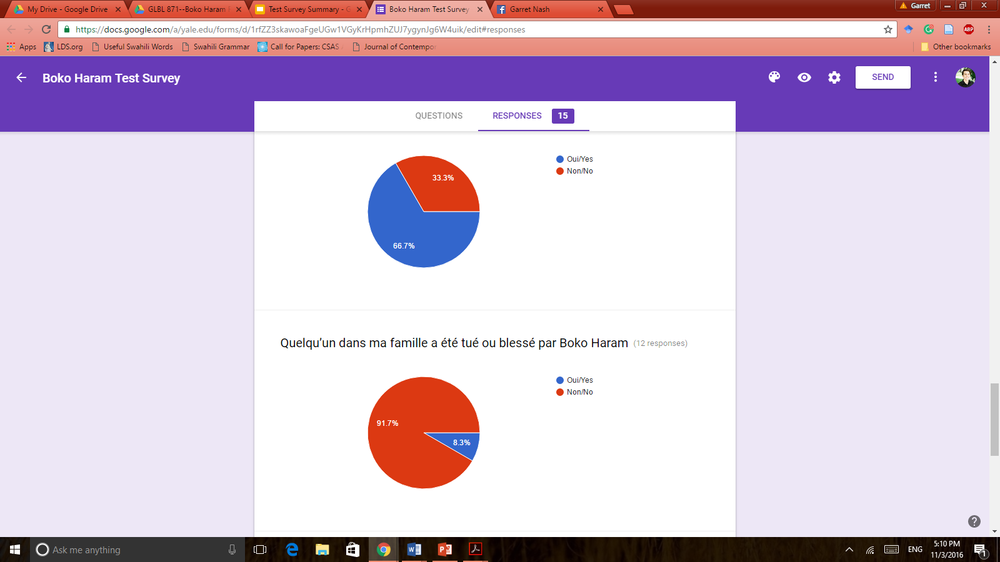 My Drive - Google Drive
GLBL 871--Boko Haram
Test Survey Summary - G
Boko Haram Test Survey
Garret Nash
Garret
https://docs.google.com/a/yale.edu/forms/d/1rfZZ3skawoaFgeUGw1VGyKrHpmhZUJ7ygynJg6W4uik/edit#responses
ABP
Apps
LDS.org
Useful Swahili Words
Swahili Grammar
Call for Papers: CSAS
Journal of Contempor
Other bookmarks
Boko Haram Test Survey
SEND
QUESTIONS
RESPONSES 15
Oui/Yes
Non/No
33.3%
66.7%
Quelqu’un dans ma famille a été tué ou blessé par Boko Haram (12 responses)
Oui/Yes
Non/No
91.7%
8.3%
?
Ask me anything
ENG
5:10 PM
11/3/2016
1